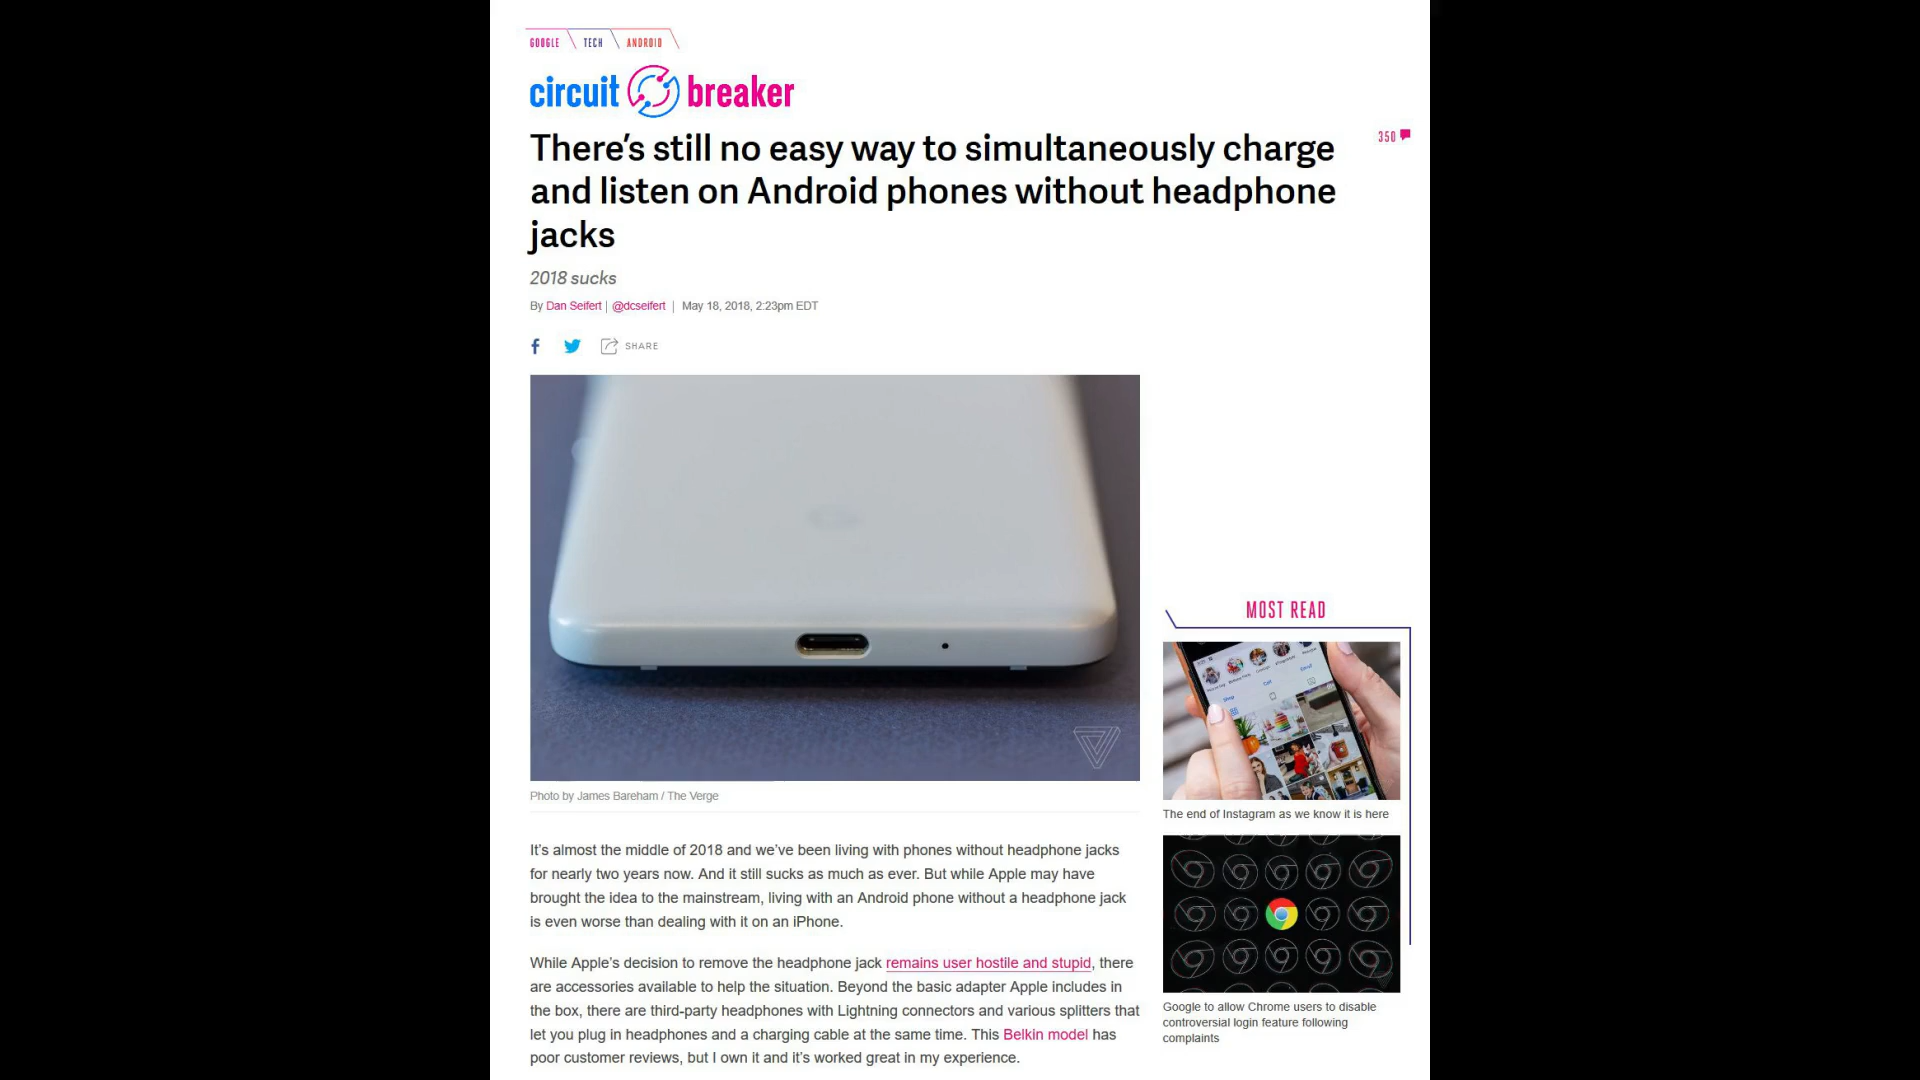 GOOGLE TECH ANDROID
circuit breaker
There's still no easy way to simultaneously charge
and listen on Android phones without headphone
jacks
350
2018 sucks
By Dan Seifert | @dcseifert | May 18, 2018, 2:23pm EDT
SHARE
Photo by James Bareham / The Verge
It's almost the middle of 2018 and we've been living with phones without headphone jacks
for nearly two years now. And it still sucks as much as ever. But while Apple may have
brought the idea to the mainstream, living with an Android phone without a headphone jack
is even worse than dealing with it on an iPhone.
While Apple's decision to remove the headphone jack remains user hostile and stupid, there
are accessories available to help the situation. Beyond the basic adapter Apple includes in
the box, there are third-party headphones with Lightning connectors and various splitters that
let you plug in headphones and a charging cable at the same time. This Belkin model has
poor customer reviews, but I own it and it's worked great in my experience.
MOST READ
The end of Instagram as we know it is here
Google to allow Chrome users to disable
controversial login feature following
complaints